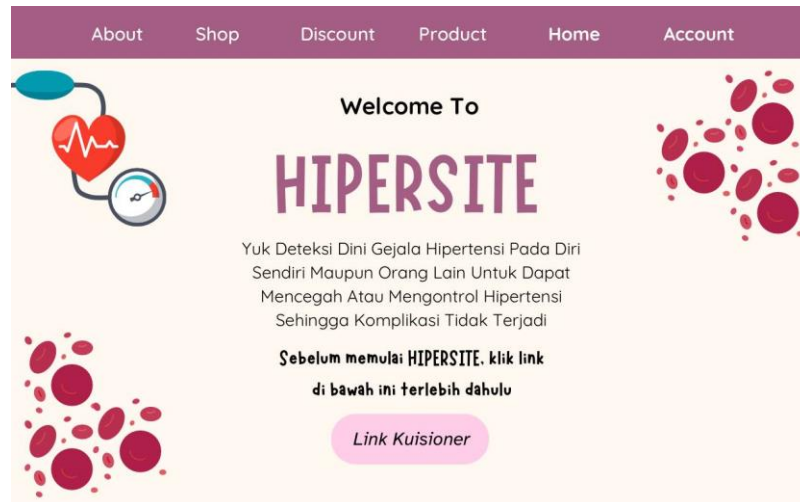 About Shop Discount Product Home Account
Welcome To
HIPERSITE
Yuk Deteksi Dini Gejala Hipertensi Pada Diri
Sendiri Maupun Orang Lain Untuk Dapat
Mencegah Atau Mengontrol Hipertensi
Sehingga Komplikasi Tidak Terjadi
Sebelum memulai HIPERSITE, klik link
di bawah ini terlebih dahulu
Link Kuisioner